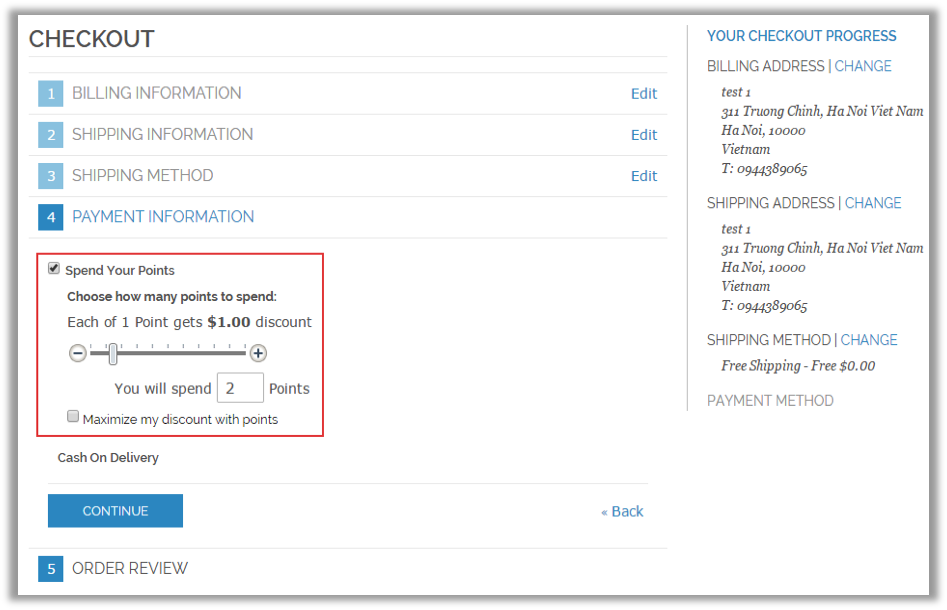 CHECKOUT
1 BILLING INFORMATION Edit
2 SHIPPING INFORMATION Edit
3 SHIPPING METHOD Edit
4 PAYMENT INFORMATION
Spend Your Points
Choose how many points to spend:
Each of 1 Point gets $1.00 discount
You will spend 2 Points
Maximize my discount with points
Cash On Delivery
CONTINUE
« Back
5 ORDER REVIEW
YOUR CHECKOUT PROGRESS
BILLING ADDRESS | CHANGE
test 1
311 Truong Chinh, Ha Noi Viet Nam
Ha Noi, 10000
Vietnam
T: 0944389065
SHIPPING ADDRESS | CHANGE
test 1
311 Truong Chinh, Ha Noi Viet Nam
Ha Noi, 10000
Vietnam
T: 0944389065
SHIPPING METHOD | CHANGE
Free Shipping - Free $0.00
PAYMENT METHOD